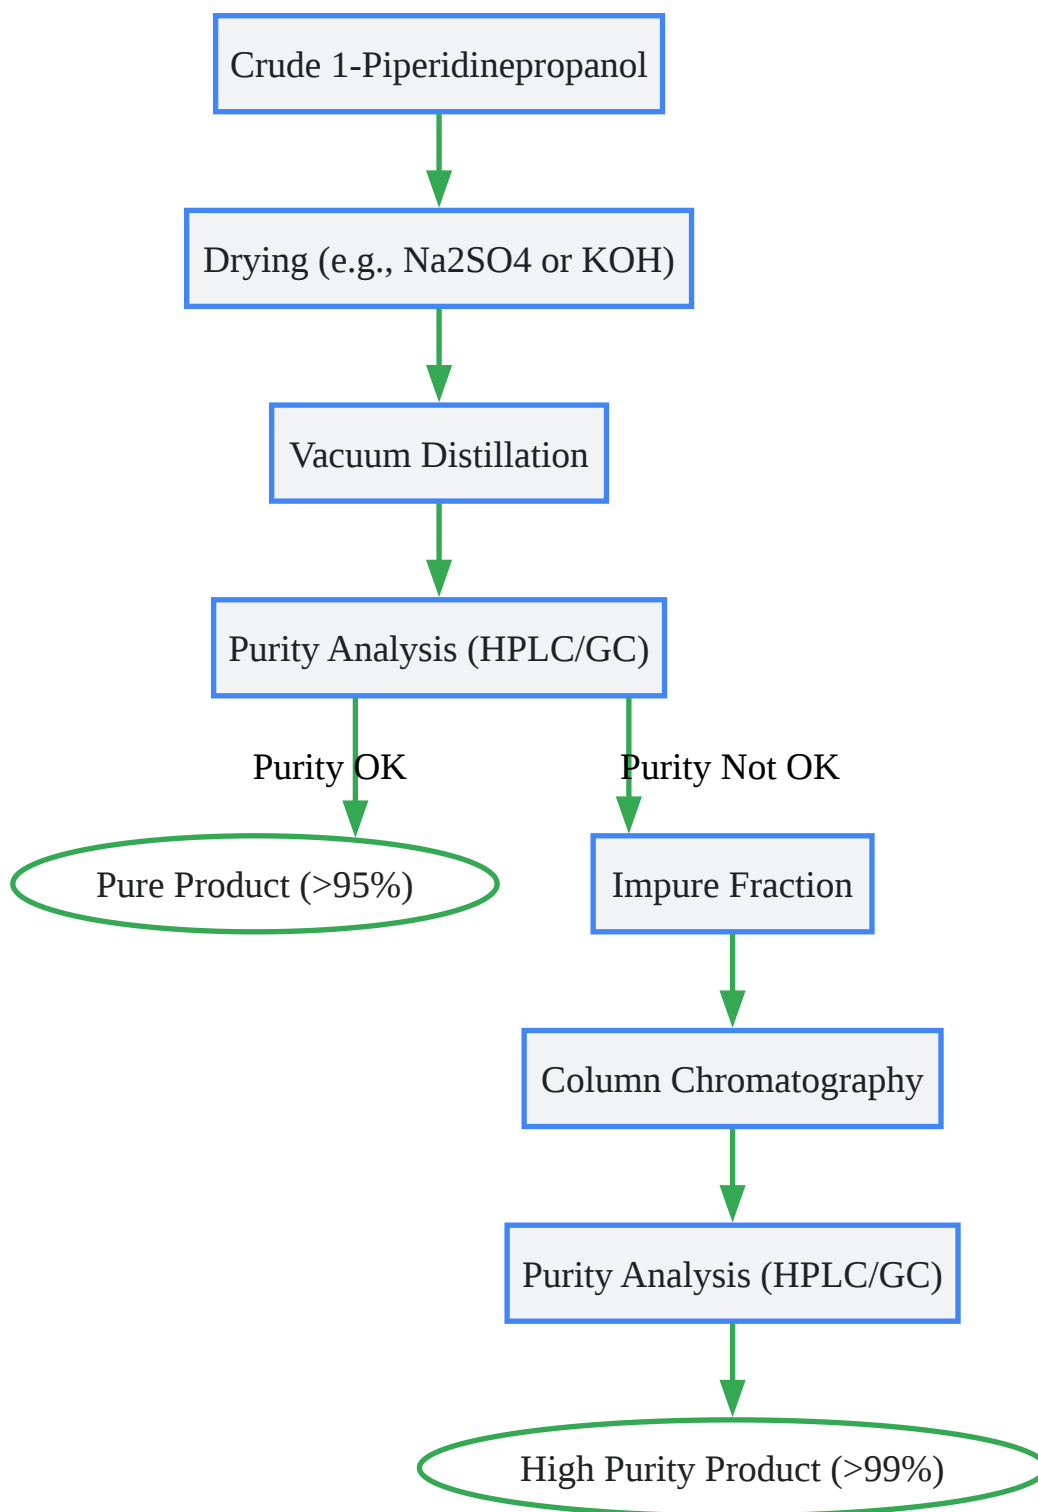 Crude 1-Piperidinepropanol
Drying (e.g., Na2SO4 or KOH)
Vacuum Distillation
Purity Analysis (HPLC/GC)
Purity OK
Purity Not OK
Pure Product (>95%)
Impure Fraction
Column Chromatography
Purity Analysis (HPLC/GC)
High Purity Product (>99%)